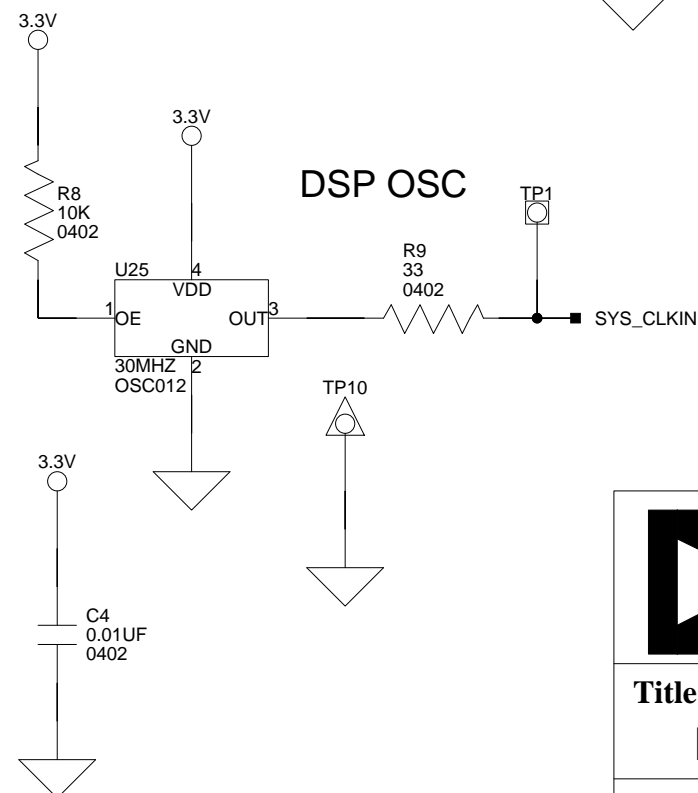 3.3V
3.3V
DSP OSC
TP1
R8
10K
0402
R9
33
0402
U25
4
VDD
1
OE
OUT
3
SYS_CLKIN
GND
30MHZ
2
OSC012
TP10
3.3V
C4
0.01UF
0402
Title